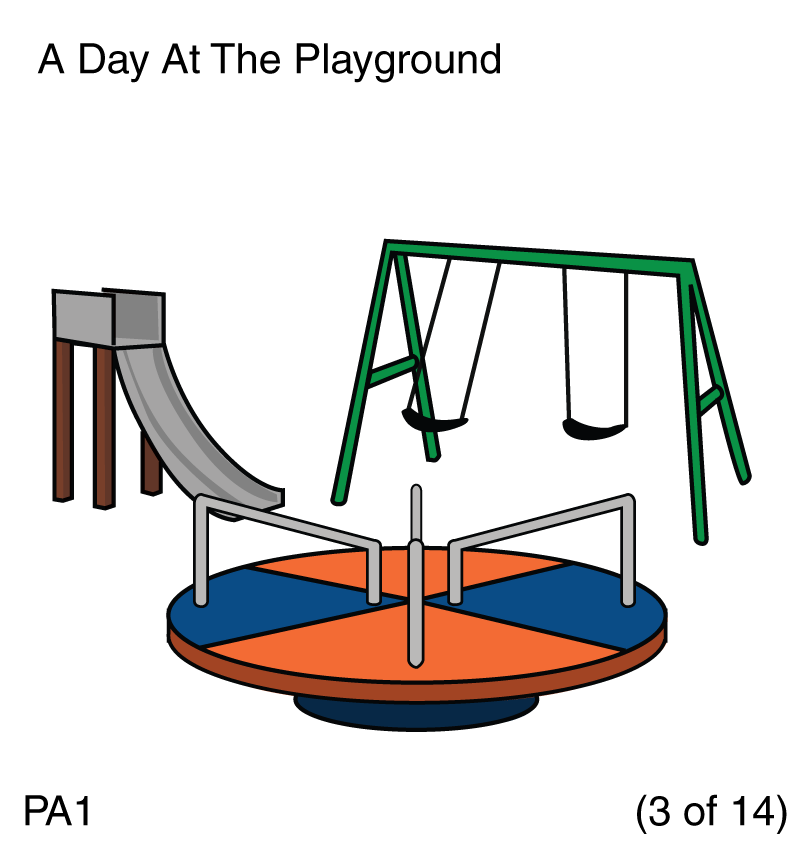 A Day At The Playground
PA1
(3 of 14)